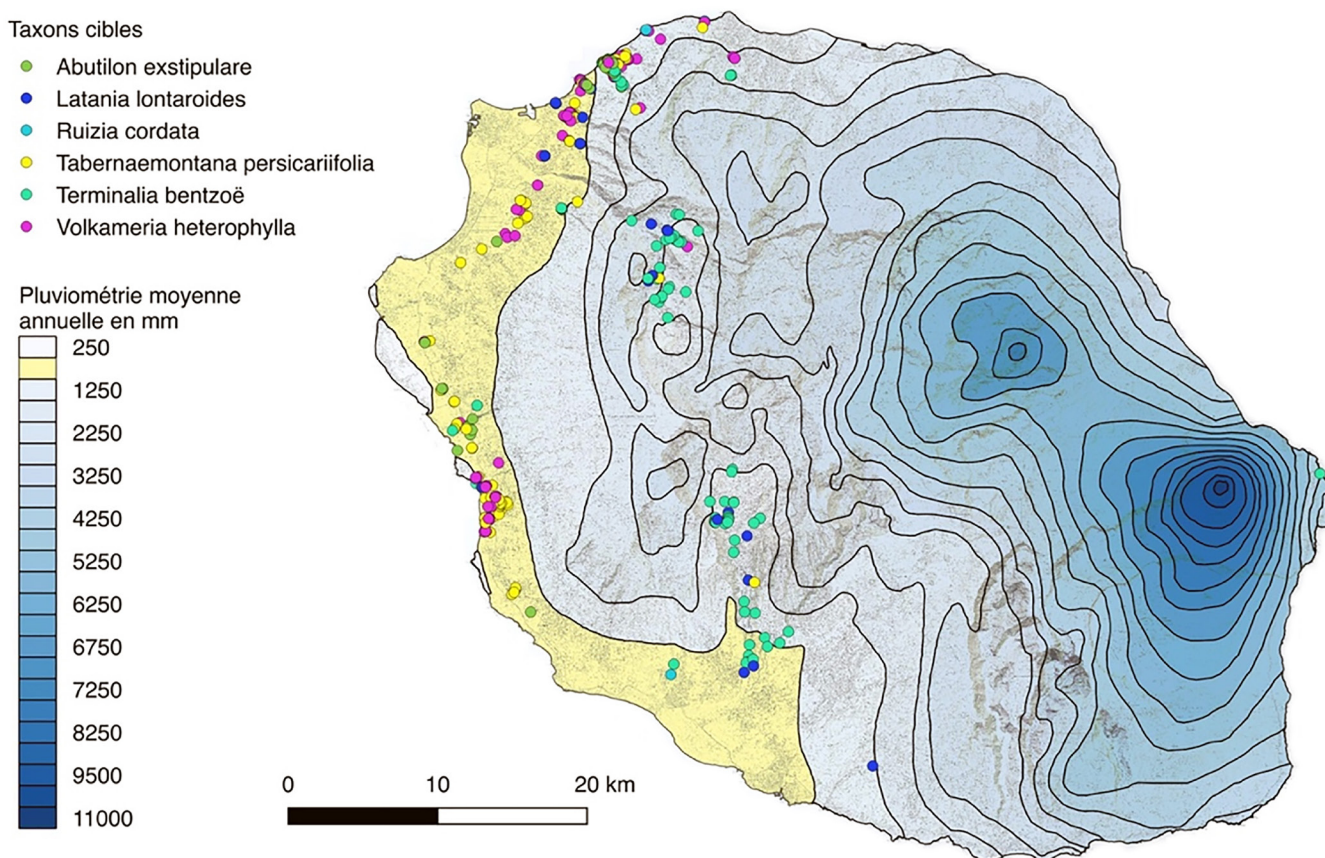 Taxons cibles
Abutilon exstipulare
Latania lontaroides
Ruizia cordata
Tabernaemontana persicariifolia
Terminalia bentzoë
Volkameria heterophylla
Pluviométrie moyenne
annuelle en mm
250
1250
2250
3250
4250
5250
6250
6750
7250
8250
9500
11000
0 10 20 km